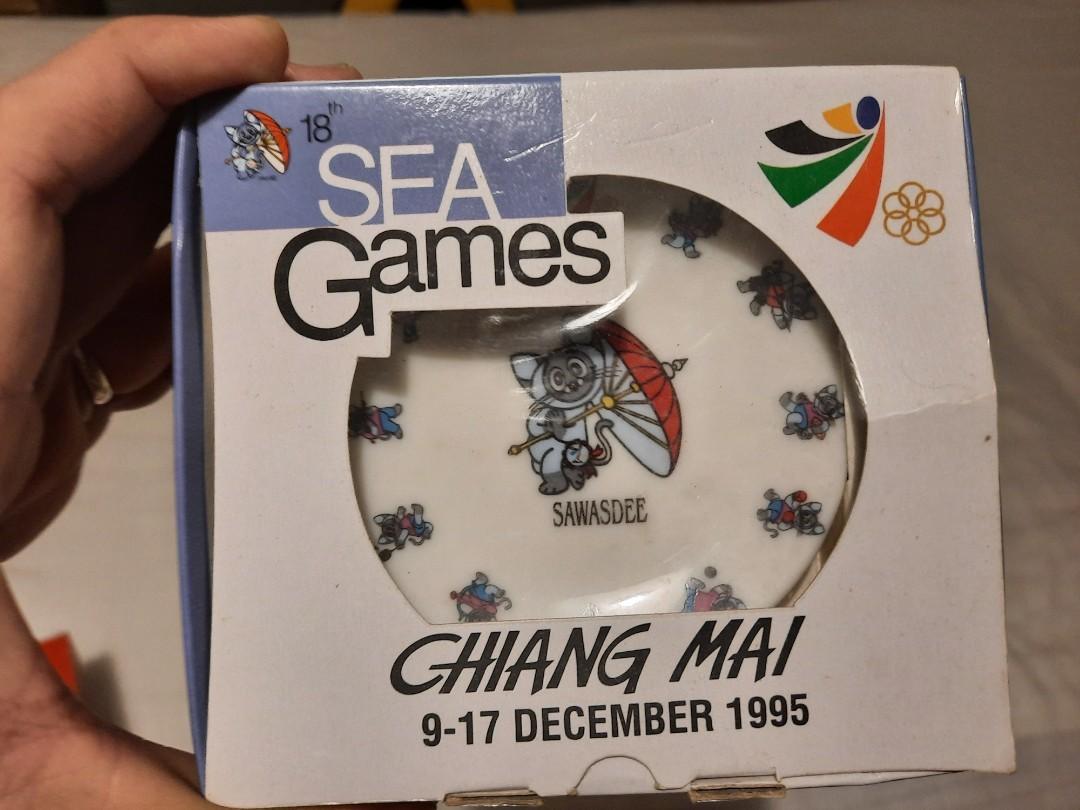 18th
SEA
Games
SAWASDEE
CHIANG MAI
9-17 DECEMBER 1995